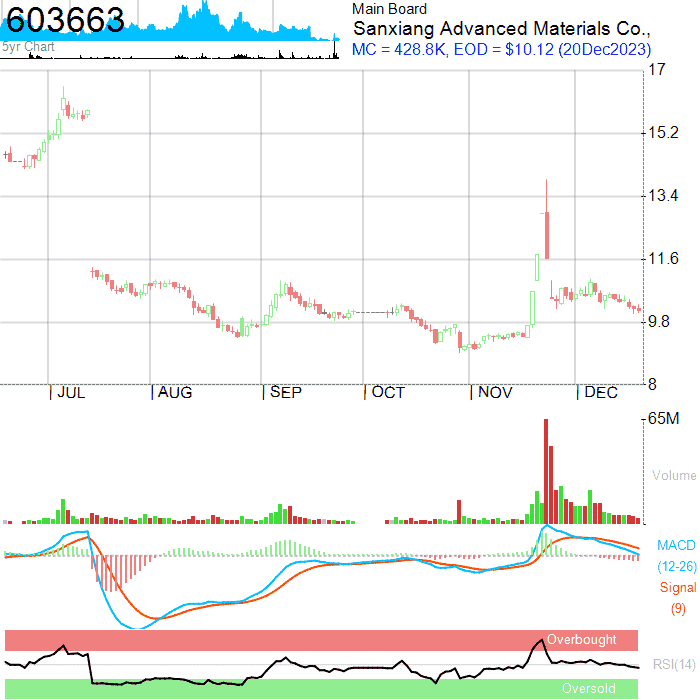 603663
5yr Chart
Main Board
Sanxiang Advanced Materials Co.,
MC = 428.8K, EOD = $10.12 (20Dec2023)
17
15.2
13.4
11.6
9.8
8
JUL
AUG
SEP
OCT
NOV
DEC
65M
Volume
MACD
(12-26)
Signal
(9)
Overbought
RSI(14)
Oversold